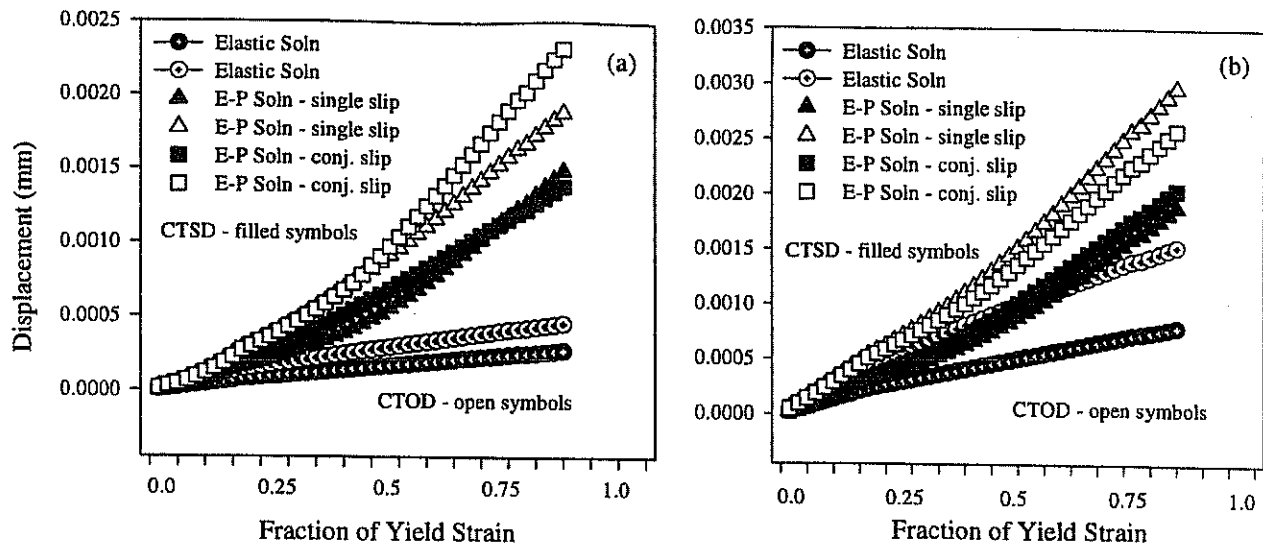 0.0025
0.0020
0.0015
0.0010
0.0005
0.0000
Displacement (mm)
Elastic Soln
Elastic Soln
E-P Soln - single slip
E-P Soln - single slip
E-P Soln - conj. slip
E-P Soln - conj. slip
(a)
CTSD - filled symbols
CTOD - open symbols
0.0
0.25
0.5
0.75
1.0
Fraction of Yield Strain
0.0035
0.0030
0.0025
0.0020
0.0015
0.0010
0.0005
0.0000
Elastic Soln
Elastic Soln
E-P Soln - single slip
E-P Soln - single slip
E-P Soln - conj. slip
E-P Soln - conj. slip
(b)
CTSD - filled symbols
CTOD - open symbols
0.0
0.25
0.5
0.75
1.0
Fraction of Yield Strain